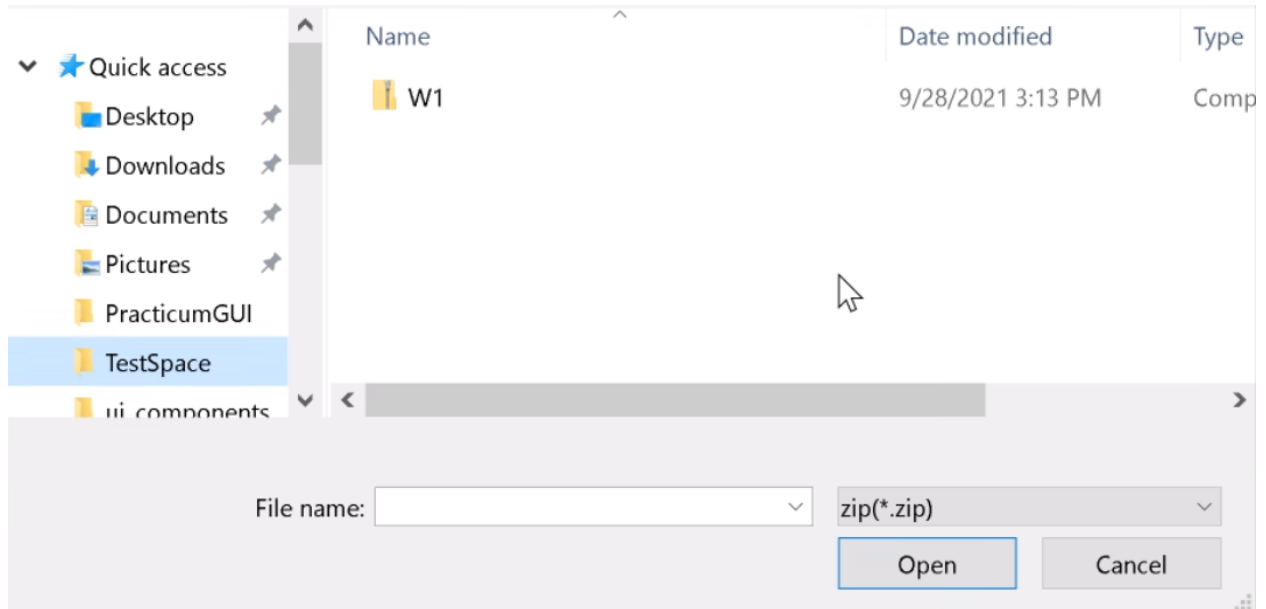 Name Date modified Type
Quick access
W1 9/28/2021 3:13 PM Comp
Desktop
Downloads
Documents
Pictures
PracticumGUI
TestSpace
ui_components
File name: zip(*.zip)
Open Cancel